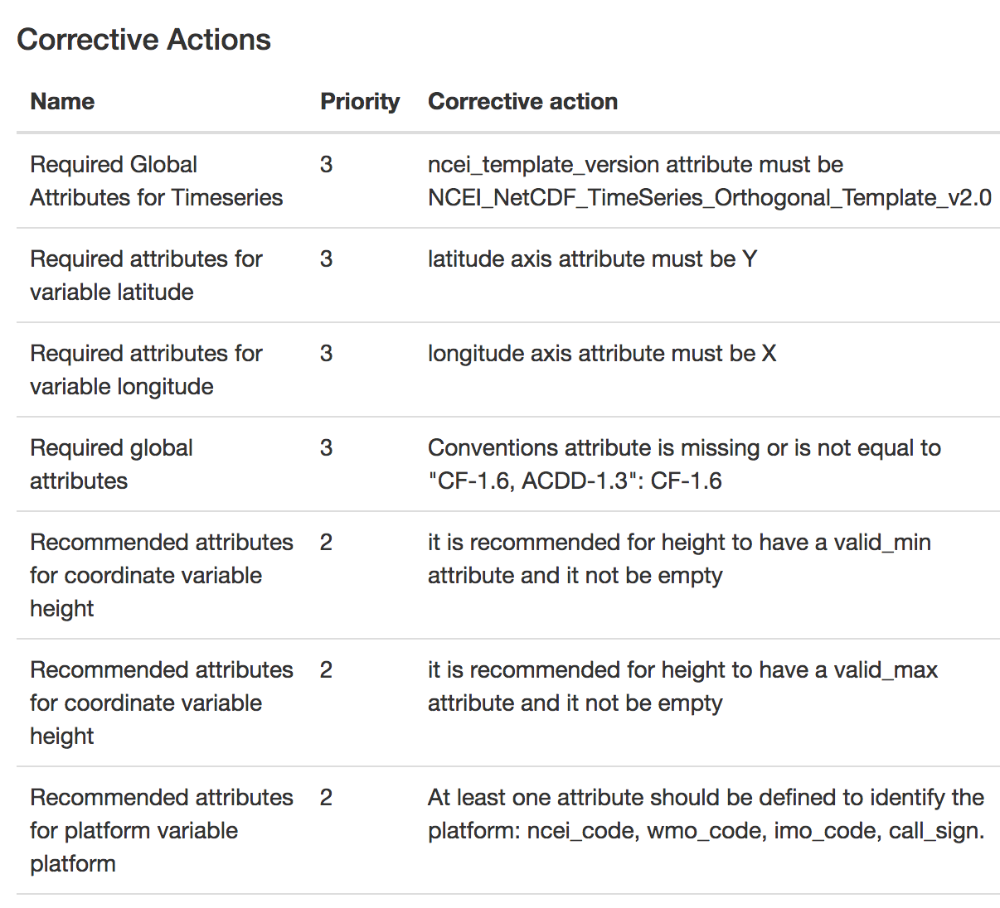 Corrective Actions
Name Priority Corrective action
Required Global 3 ncei_template_version attribute must be
Attributes for Timeseries NCEI_NetCDF_TimeSeries_Orthogonal_Template_v2.0
Required attributes for 3 latitude axis attribute must be Y
variable latitude
Required attributes for 3 longitude axis attribute must be X
variable longitude
Required global 3 Conventions attribute is missing or is not equal to
attributes "CF-1.6, ACDD-1.3": CF-1.6
Recommended attributes 2 it is recommended for height to have a valid_min
for coordinate variable attribute and it not be empty
height
Recommended attributes 2 it is recommended for height to have a valid_max
for coordinate variable attribute and it not be empty
height
Recommended attributes 2 At least one attribute should be defined to identify the
for platform variable platform: ncei_code, wmo_code, imo_code, call_sign.
platform